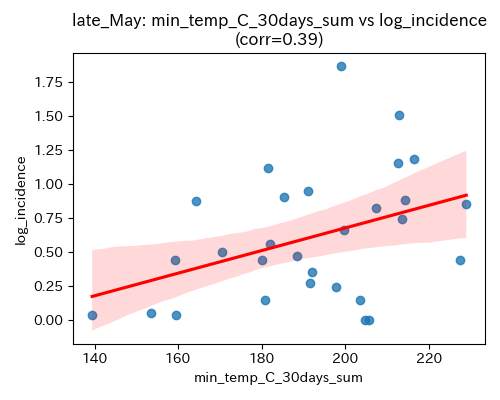 late_May: min_temp_C_30days_sum vs log_incidence
(corr=0.39)
1.75
1.50
1.25
1.00
0.75
0.50
0.25
0.00
log_incidence
140 160 180 200 220
min_temp_C_30days_sum